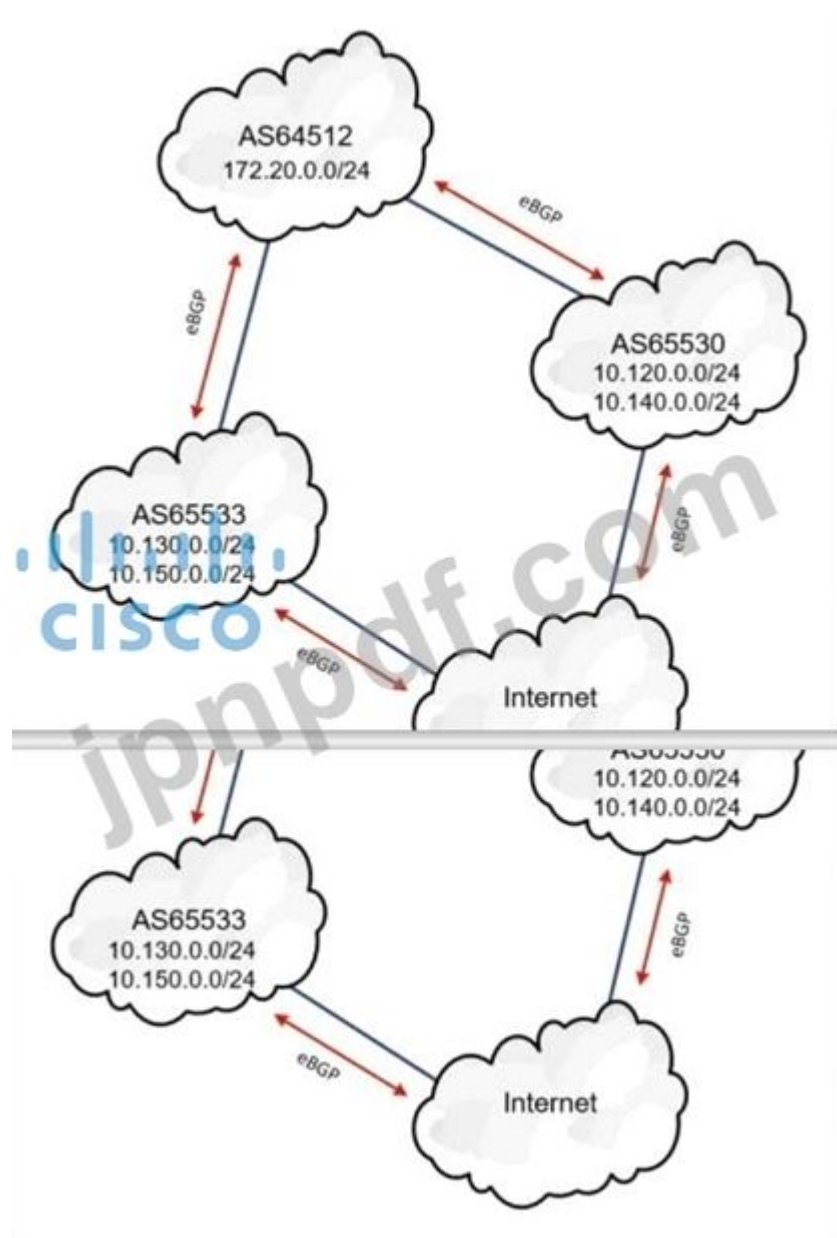 AS64512
172.20.0.0/24
eBGP
eBGP
AS65530
10.120.0.0/24
10.140.0.0/24
AS65533
10.130.0.0/24
10.150.0.0/24
CISCO
eBGP
eBGP
Internet
jpnpdf.com
AS65530
10.120.0.0/24
10.140.0.0/24
AS65533
10.130.0.0/24
10.150.0.0/24
eBGP
eBGP
Internet